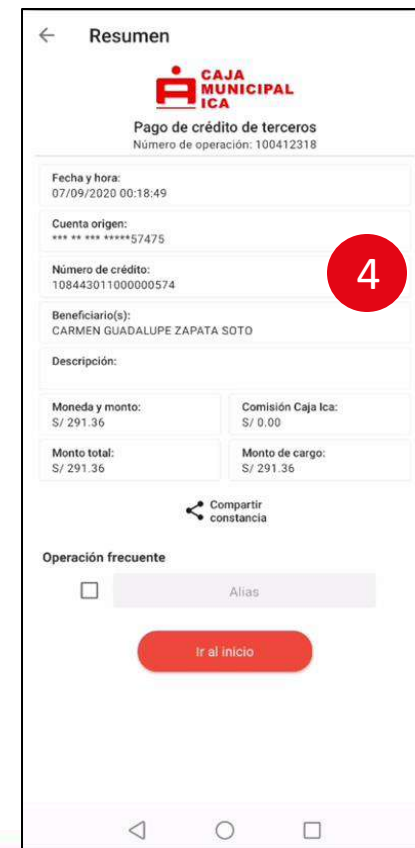 Resumen
CAJA
MUNICIPAL
ICA
Pago de crédito de terceros
Número de operación: 100412318
Fecha y hora:
07/09/2020 00:18:49
Cuenta origen:
*** ** *** *****57475
Número de crédito:
108443011000000574
4
Beneficiario(s):
CARMEN GUADALUPE ZAPATA SOTO
Descripción:
Moneda y monto:
S/ 291.36
Comisión Caja Ica:
S/ 0.00
Monto total:
S/ 291.36
Monto de cargo:
S/ 291.36
Compartir
constancia
Operación frecuente
Alias
Ir al inicio